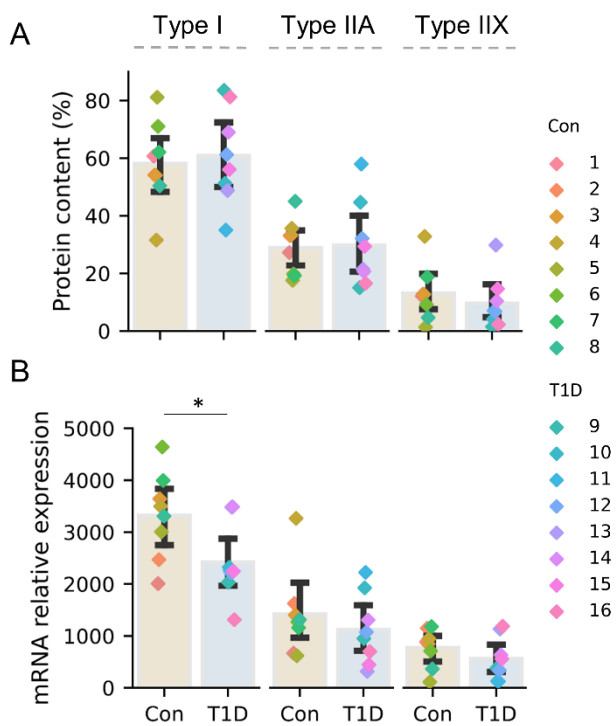 A
Type I
Type IIA
Type IIX
Protein content (%)
80
60
40
20
0
Con
1
2
3
4
5
6
7
8
B
*
mRNA relative expression
5000
4000
3000
2000
1000
0
T1D
9
10
11
12
13
14
15
16
Con
T1D
Con
T1D
Con
T1D